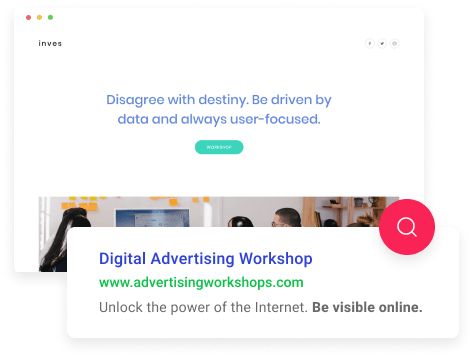 inves
Disagree with destiny. Be driven by
data and always user-focused.
WORKSHOP
Digital Advertising Workshop
www.advertisingworkshops.com
Unlock the power of the Internet. Be visible online.